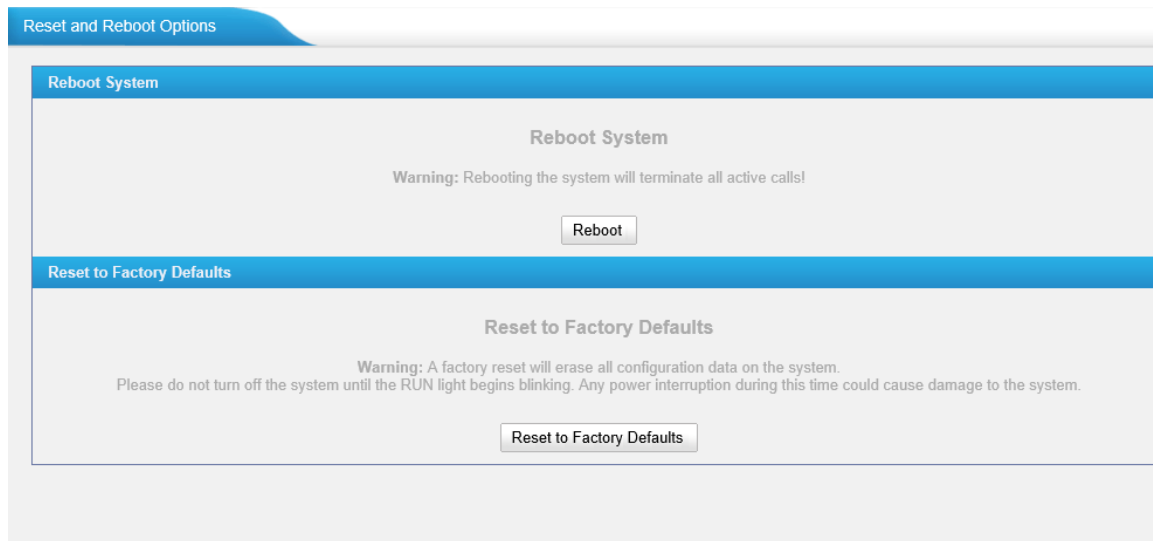 Reset and Reboot Options
Reboot System
Reboot System
Warning: Rebooting the system will terminate all active calls!
Reboot
Reset to Factory Defaults
Reset to Factory Defaults
Warning: A factory reset will erase all configuration data on the system.
Please do not turn off the system until the RUN light begins blinking. Any power interruption during this time could cause damage to the system.
Reset to Factory Defaults